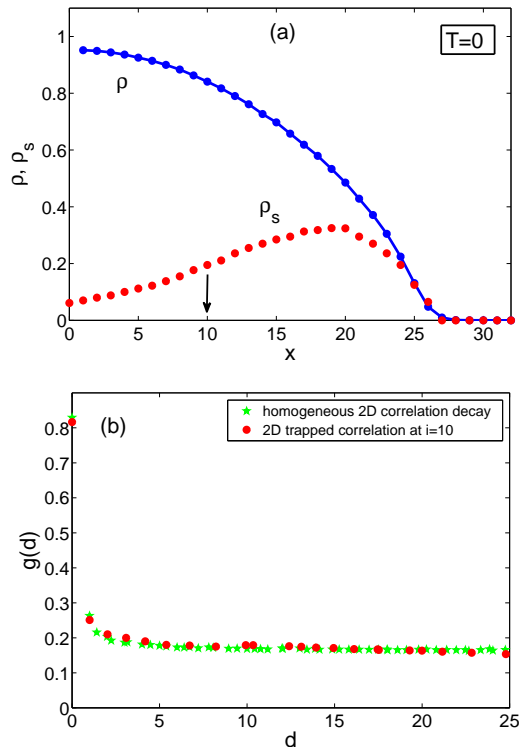 (a)
T=0
ρ
ρs
ρ, ρs
1
0.8
0.6
0.4
0.2
0
0 5 10 15 20 25 30
x
(b)
homogeneous 2D correlation decay
2D trapped correlation at i=10
g(d)
0.8
0.7
0.6
0.5
0.4
0.3
0.2
0.1
0
0 5 10 15 20 25
d